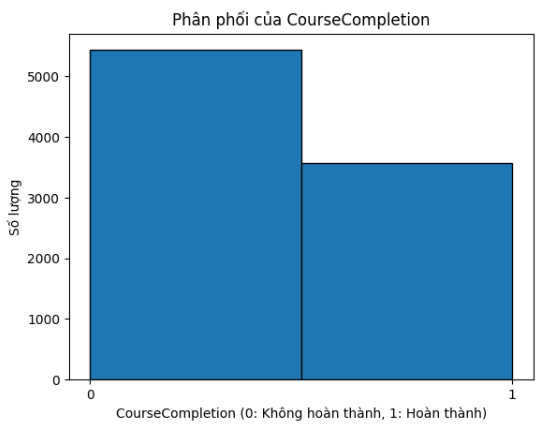 Phân phối của CourseCompletion
Số lượng
5000
4000
3000
2000
1000
0
0 1
CourseCompletion (0: Không hoàn thành, 1: Hoàn thành)